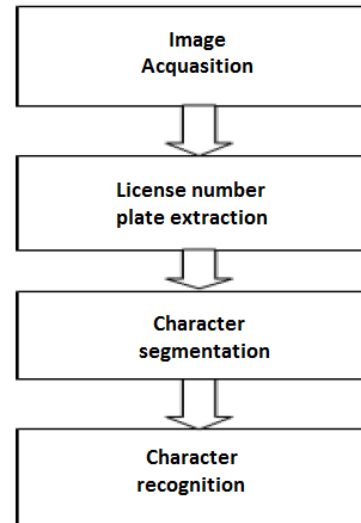 Image
Acquasition
License number
plate extraction
Character
segmentation
Character
recognition